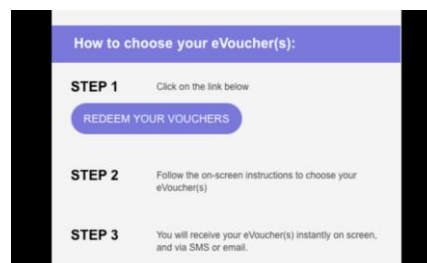 How to choose your eVoucher(s):
STEP 1
Click on the link below
REDEEM YOUR VOUCHERS
STEP 2
Follow the on-screen instructions to choose your
eVoucher(s)
STEP 3
You will receive your eVoucher(s) instantly on screen,
and via SMS or email.